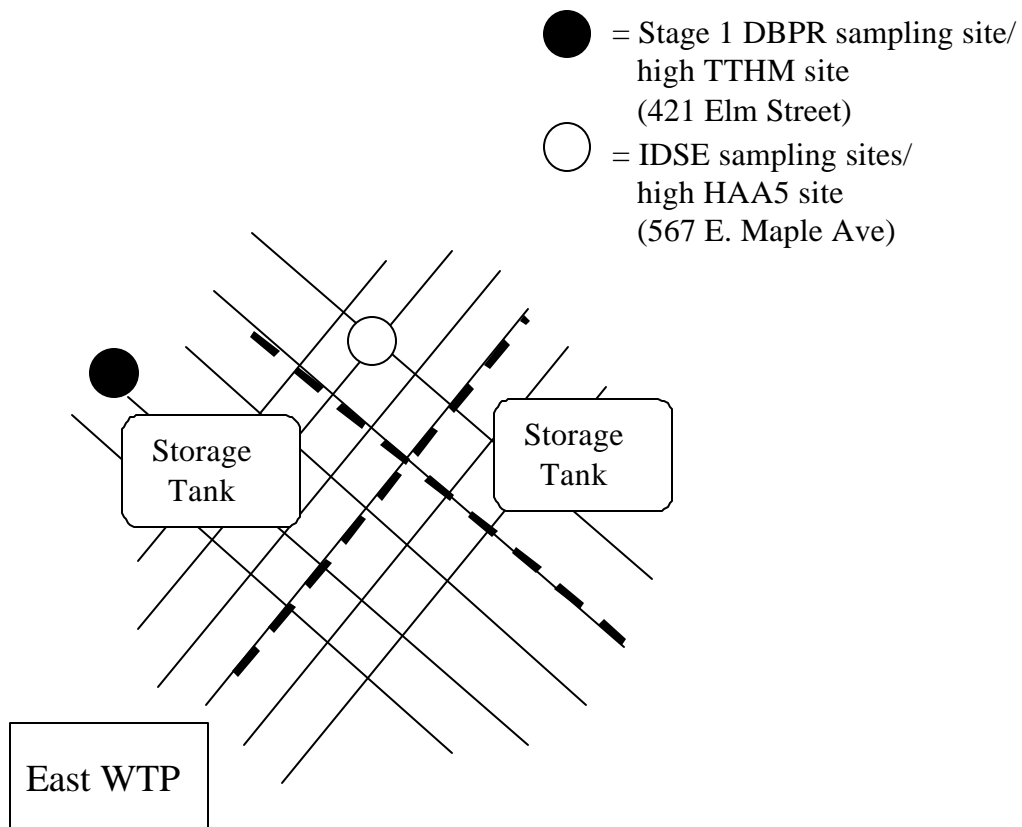 = Stage 1 DBPR sampling site/
high TTHM site
(421 Elm Street)
= IDSE sampling sites/
high HAA5 site
(567 E. Maple Ave)
Storage
Tank
Storage
Tank
East WTP